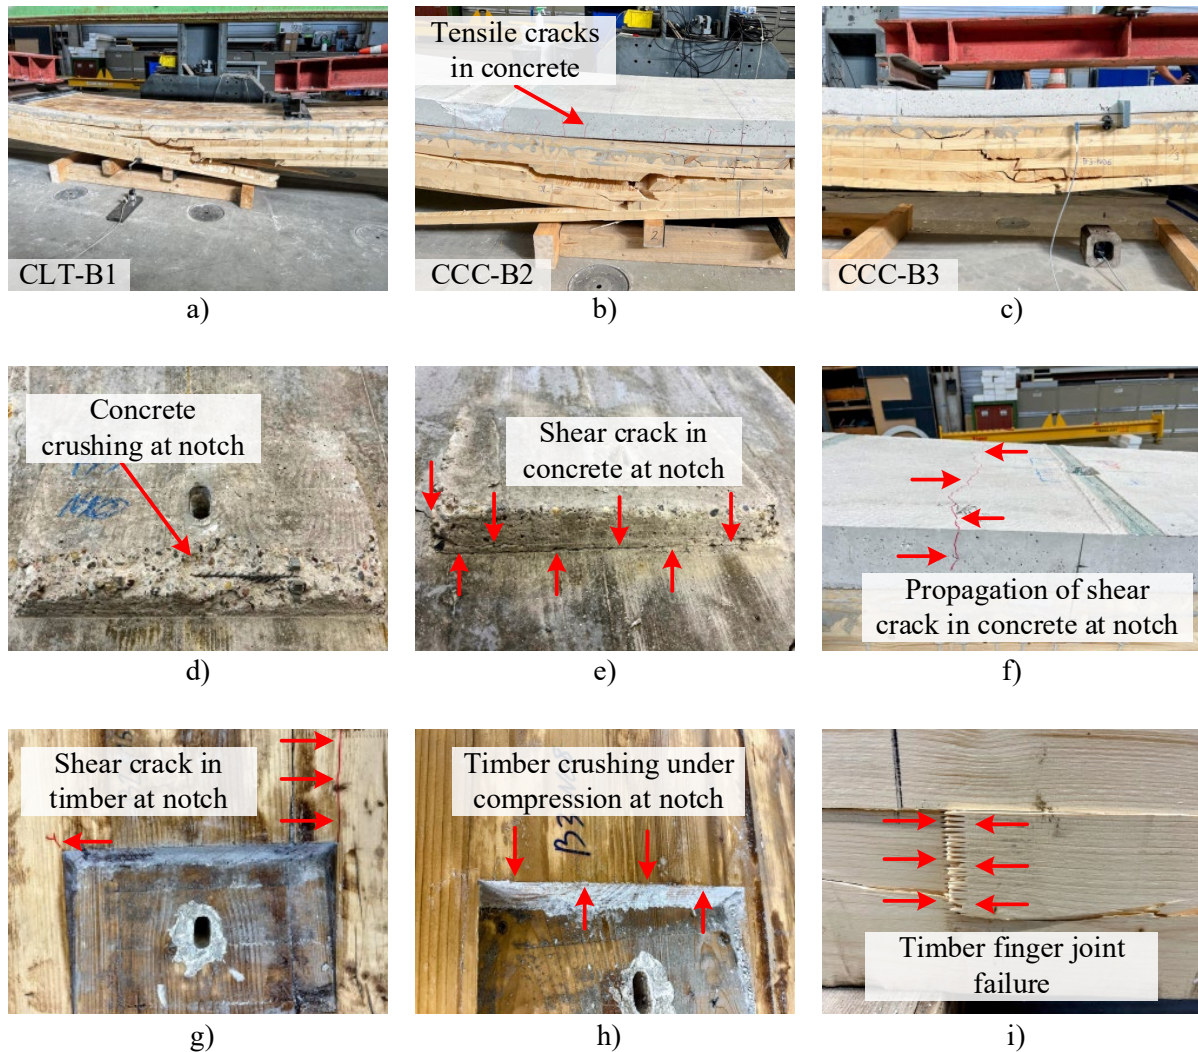 Tensile cracks
in concrete
CLT-B1
CCC-B2
CCC-B3
a)
b)
c)
Concrete
crushing at notch
Shear crack in
concrete at notch
Propagation of shear
crack in concrete at notch
d)
e)
f)
Shear crack in
timber at notch
Timber crushing under
compression at notch
B3
Timber finger joint
failure
g)
h)
i)